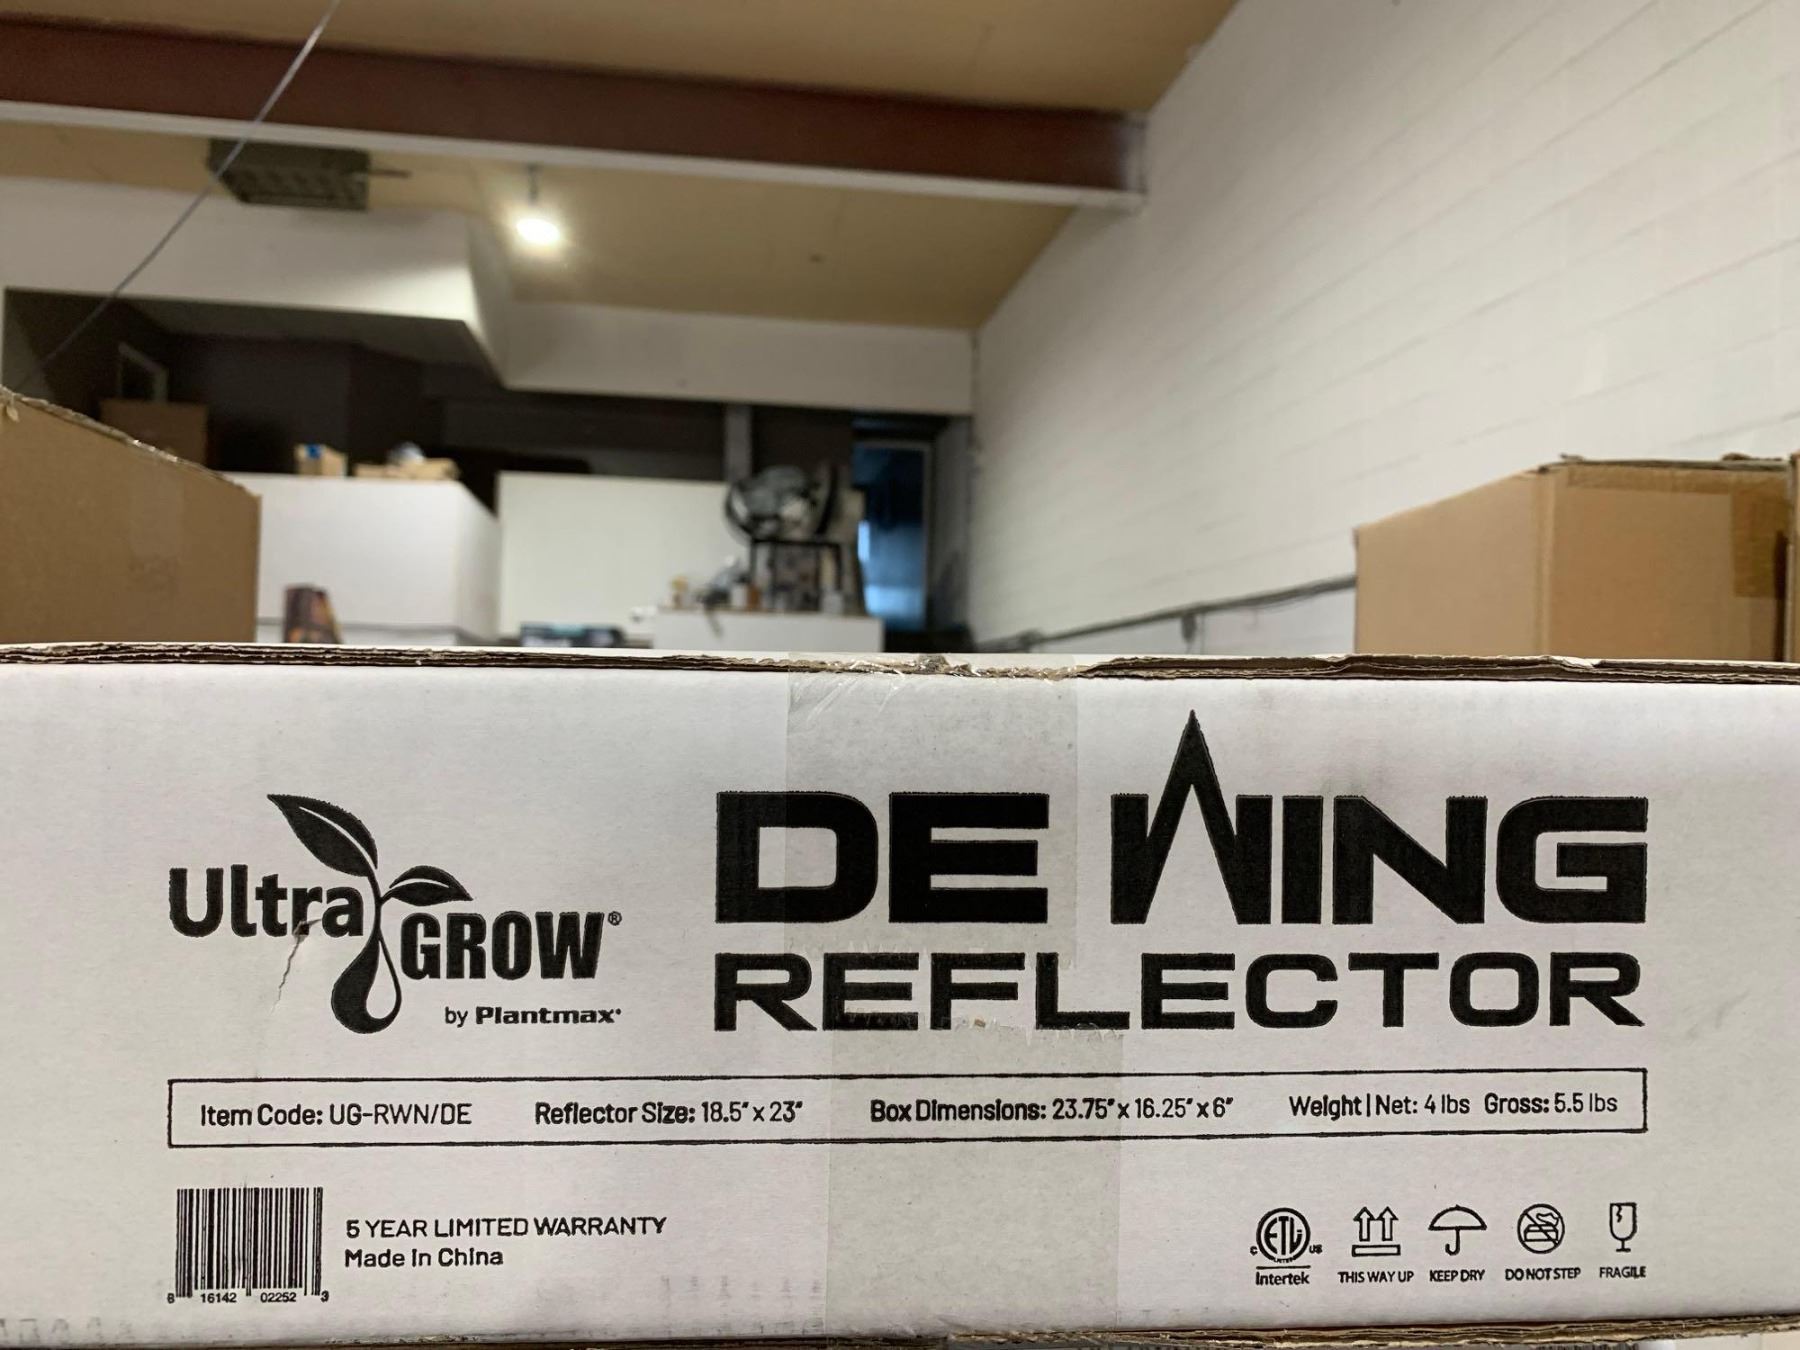 Ultra GROW®
by Plantmax®
DE WING
REFLECTOR
Item Code: UG-RWN/DE Reflector Size: 18.5" x 23" Box Dimensions: 23.75" x 16.25" x 6" Weight | Net: 4 lbs Gross: 5.5 lbs
5 YEAR LIMITED WARRANTY
Made In China
8 16142 02252 3
c ETL us
Intertek
THIS WAY UP
KEEP DRY
DO NOT STEP
FRAGILE